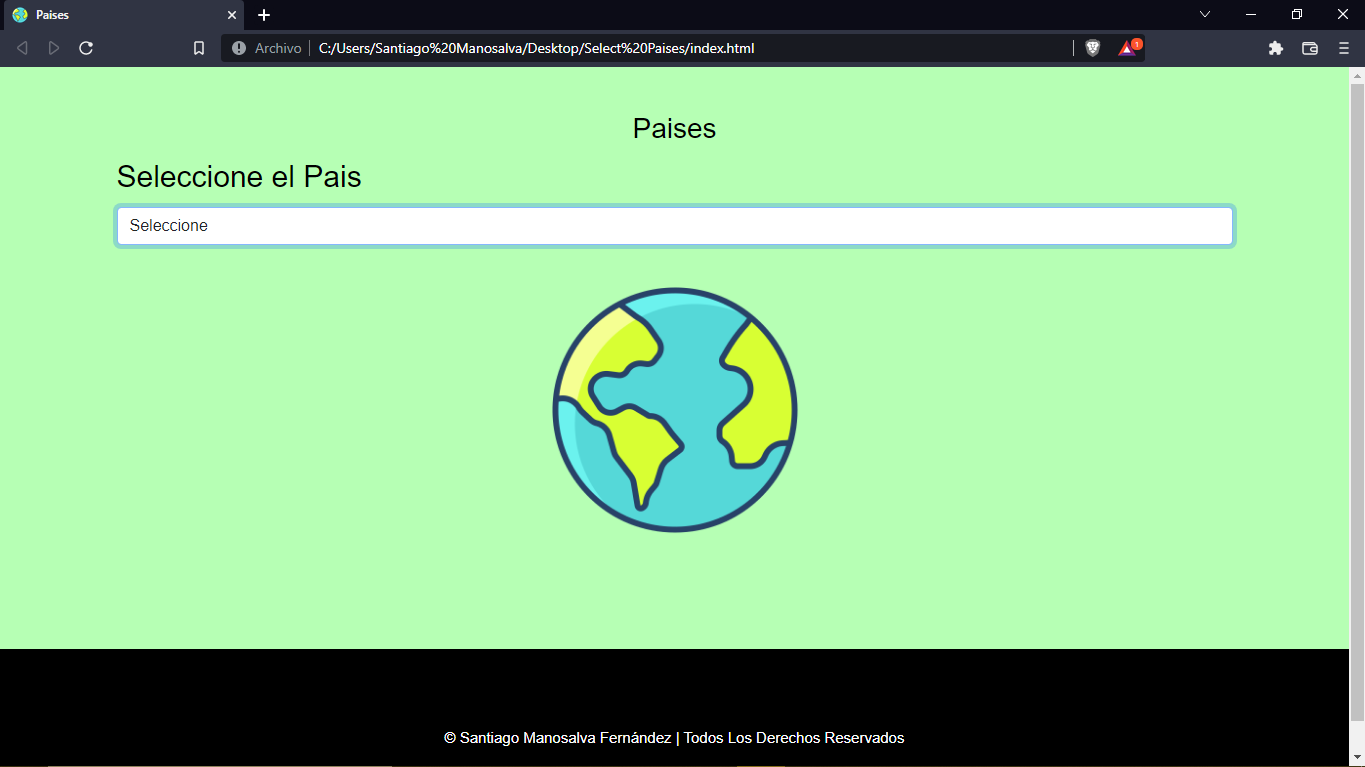 Paises
Archivo
C:/Users/Santiago%20Manosalva/Desktop/Select%20Paises/index.html
1
Paises
Seleccione el Pais
Seleccione
© Santiago Manosalva Fernández | Todos Los Derechos Reservados